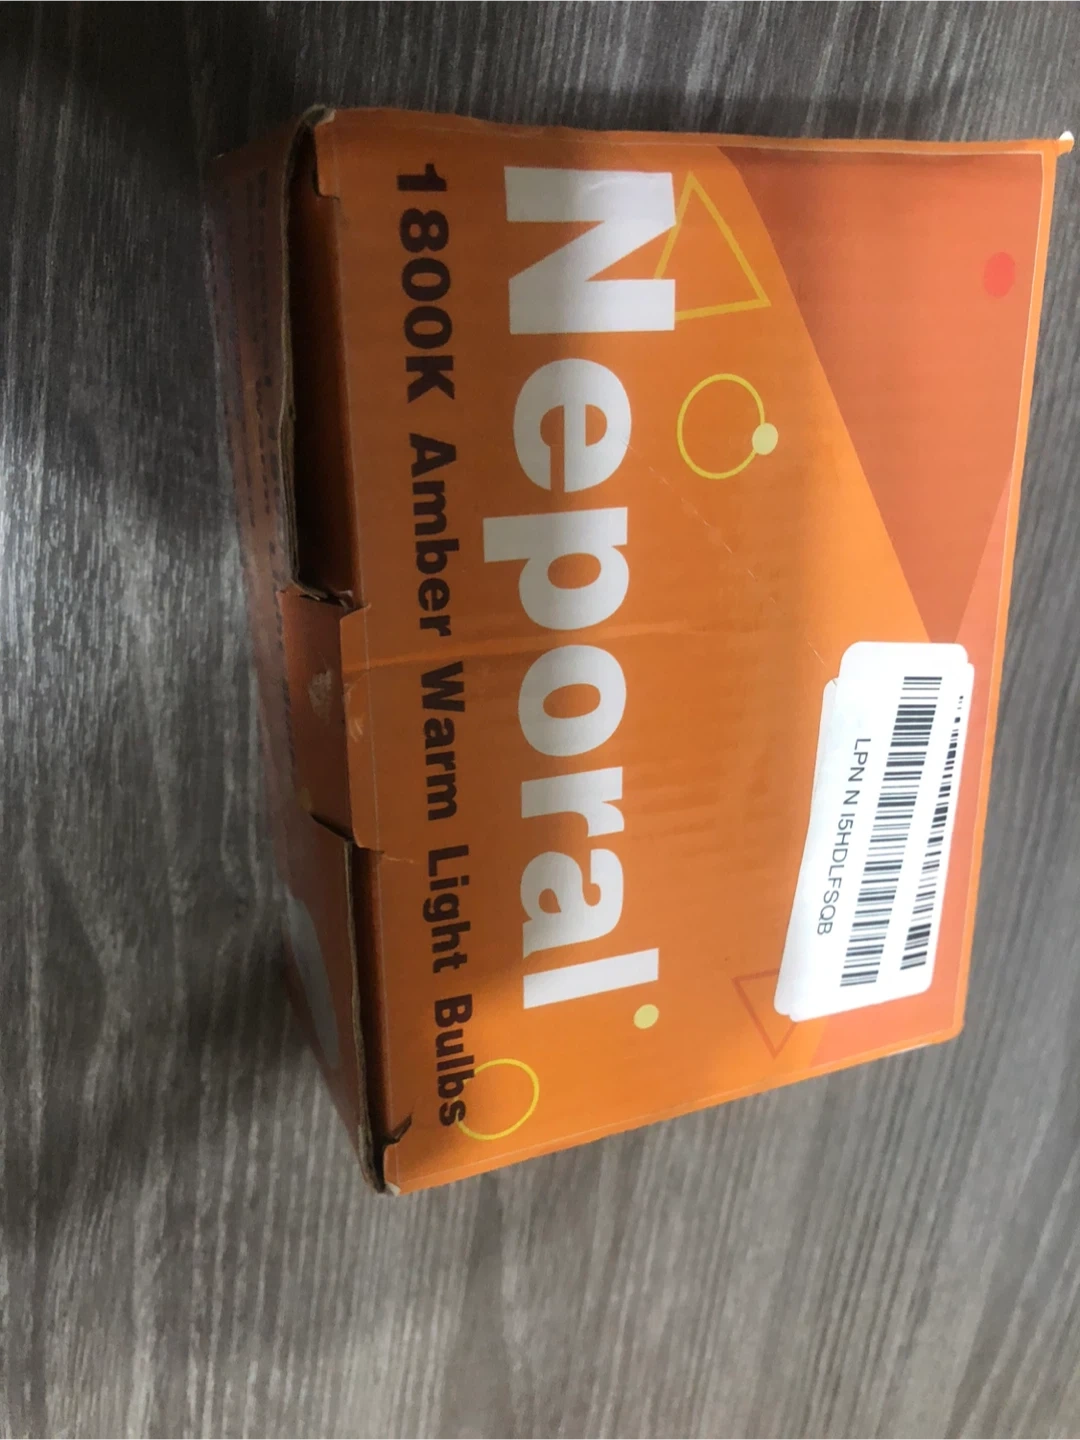 Neporal
1800K Amber Warm Light Bulbs
LPN N I5HDLFSQB